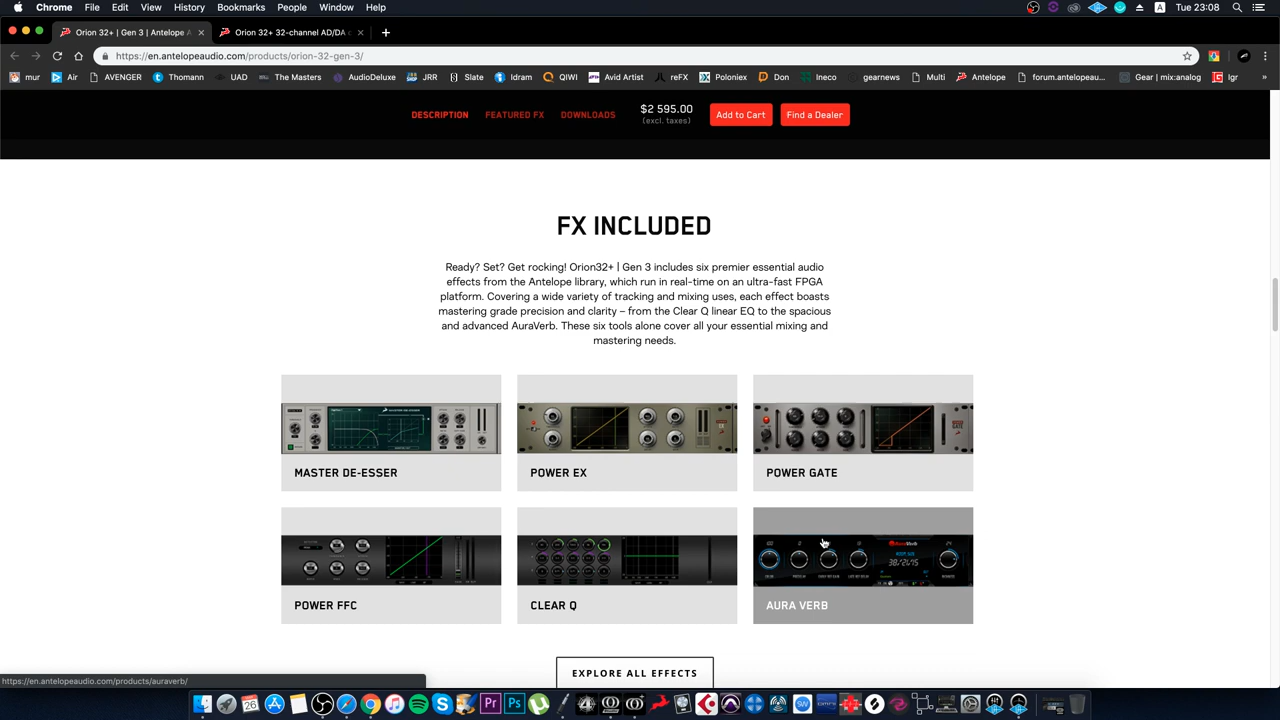 Chrome File Edit View History Bookmarks People Window Help
A Tue 23:08
Orion 32+ | Gen 3 | Antelope A
Orion 32+ 32-channel AD/DA c
https://en.antelopeaudio.com/products/orion-32-gen-3/
mur Air AVENGER Thomann UAD The Masters AudioDeluxe JRR Slate Idram QIWI Avid Artist reFX Poloniex Don Ineco gearnews Multi Antelope forum.antelopeau... Gear | mix:analog Igr »
DESCRIPTION FEATURED FX DOWNLOADS $2 595.00 Add to Cart Find a Dealer
(excl. taxes)
FX INCLUDED
Ready? Set? Get rocking! Orion32+ | Gen 3 includes six premier essential audio
effects from the Antelope library, which run in real-time on an ultra-fast FPGA
platform. Covering a wide variety of tracking and mixing uses, each effect boasts
mastering grade precision and clarity – from the Clear Q linear EQ to the spacious
and advanced AuraVerb. These six tools alone cover all your essential mixing and
mastering needs.
MASTER DE-ESSER
POWER EX
POWER GATE
POWER FFC
CLEAR Q
AURA VERB
EXPLORE ALL EFFECTS
https://en.antelopeaudio.com/products/auraverb/
26 Pr Ps SW